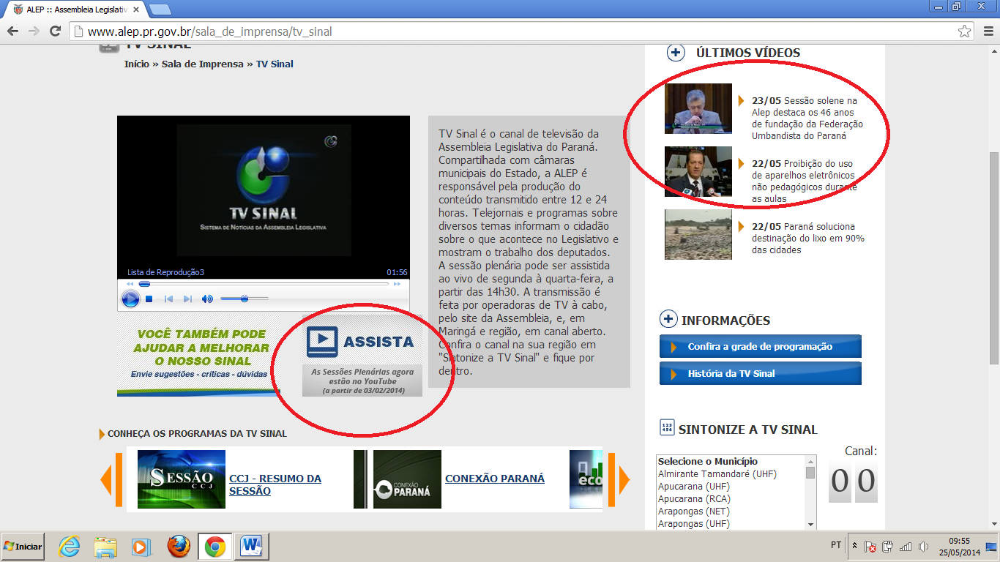 ALEP :: Assembleia Legislativ
www.alep.pr.gov.br/sala_de_imprensa/tv_sinal
TV SINAL
Início » Sala de Imprensa » TV Sinal
TV SINAL
SISTEMA DE NOTÍCIAS DA ASSEMBLEIA LEGISLATIVA
Lista de Reprodução3
01:56
VOCÊ TAMBÉM PODE
AJUDAR A MELHORAR
O NOSSO SINAL
Envie sugestões - críticas - dúvidas
ASSISTA
As Sessões Plenárias agora
estão no YouTube
(a partir de 03/02/2014)
TV Sinal é o canal de televisão da
Assembleia Legislativa do Paraná.
Compartilhada com câmaras
municipais do Estado, a ALEP é
responsável pela produção do
conteúdo transmitido entre 12 e 24
horas. Telejornais e programas sobre
diversos temas informam o cidadão
sobre o que acontece no Legislativo e
mostram o trabalho dos deputados.
A sessão plenária pode ser assistida
ao vivo de segunda à quarta-feira, a
partir das 14h30. A transmissão é
feita por operadoras de TV à cabo,
pelo site da Assembleia, e, em
Maringá e região, em canal aberto.
Confira o canal na sua região em
"Sintonize a TV Sinal" e fique por
dentro.
CONHEÇA OS PROGRAMAS DA TV SINAL
SESSÃO
CCJ
CCJ - RESUMO DA
SESSÃO
CONEXÃO
PARANÁ
CONEXÃO PARANÁ
eco
ÚLTIMOS VÍDEOS
23/05 Sessão solene na
Alep destaca os 46 anos
de fundação da Federação
Umbandista do Paraná
22/05 Proibição do uso
de aparelhos eletrônicos
não pedagógicos durante
as aulas
22/05 Paraná soluciona
destinação do lixo em 90%
das cidades
INFORMAÇÕES
Confira a grade de programação
História da TV Sinal
123
456
SINTONIZE A TV SINAL
Canal:
00
Selecione o Município
Almirante Tamandaré (UHF)
Apucarana (UHF)
Apucarana (RCA)
Arapongas (NET)
Arapongas (UHF)
Iniciar
PT
09:55
25/05/2014